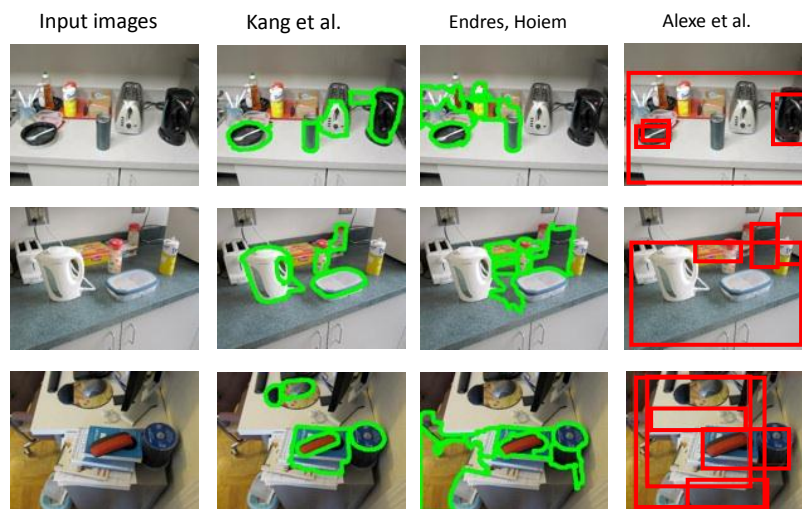 Input images
Kang et al.
Endres, Hoiem
Alexe et al.